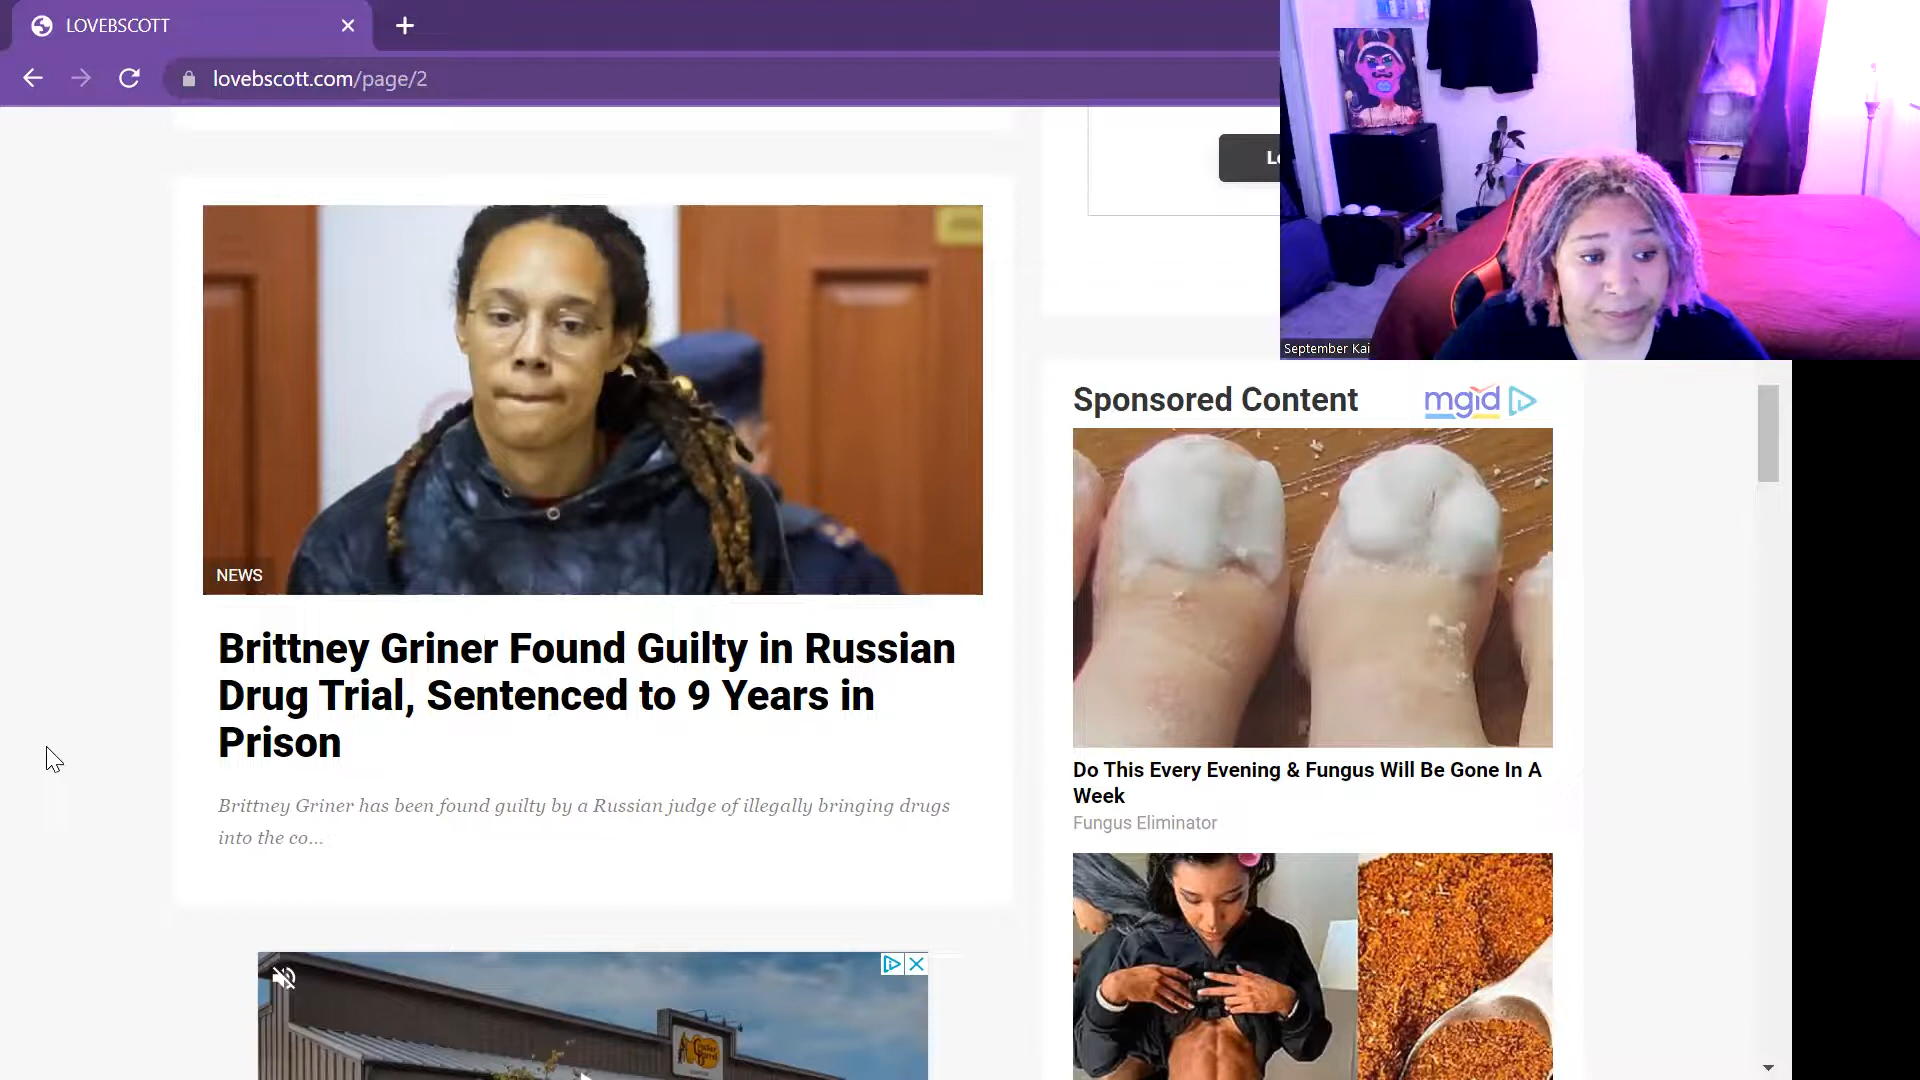 LOVEBSCOTT
lovebscott.com/page/2
September Kai
Sponsored Content
mgid
NEWS
Brittney Griner Found Guilty in Russian
Drug Trial, Sentenced to 9 Years in
Prison
Brittney Griner has been found guilty by a Russian judge of illegally bringing drugs
into the co...
Do This Every Evening & Fungus Will Be Gone In A
Week
Fungus Eliminator
Cracker
Barrel